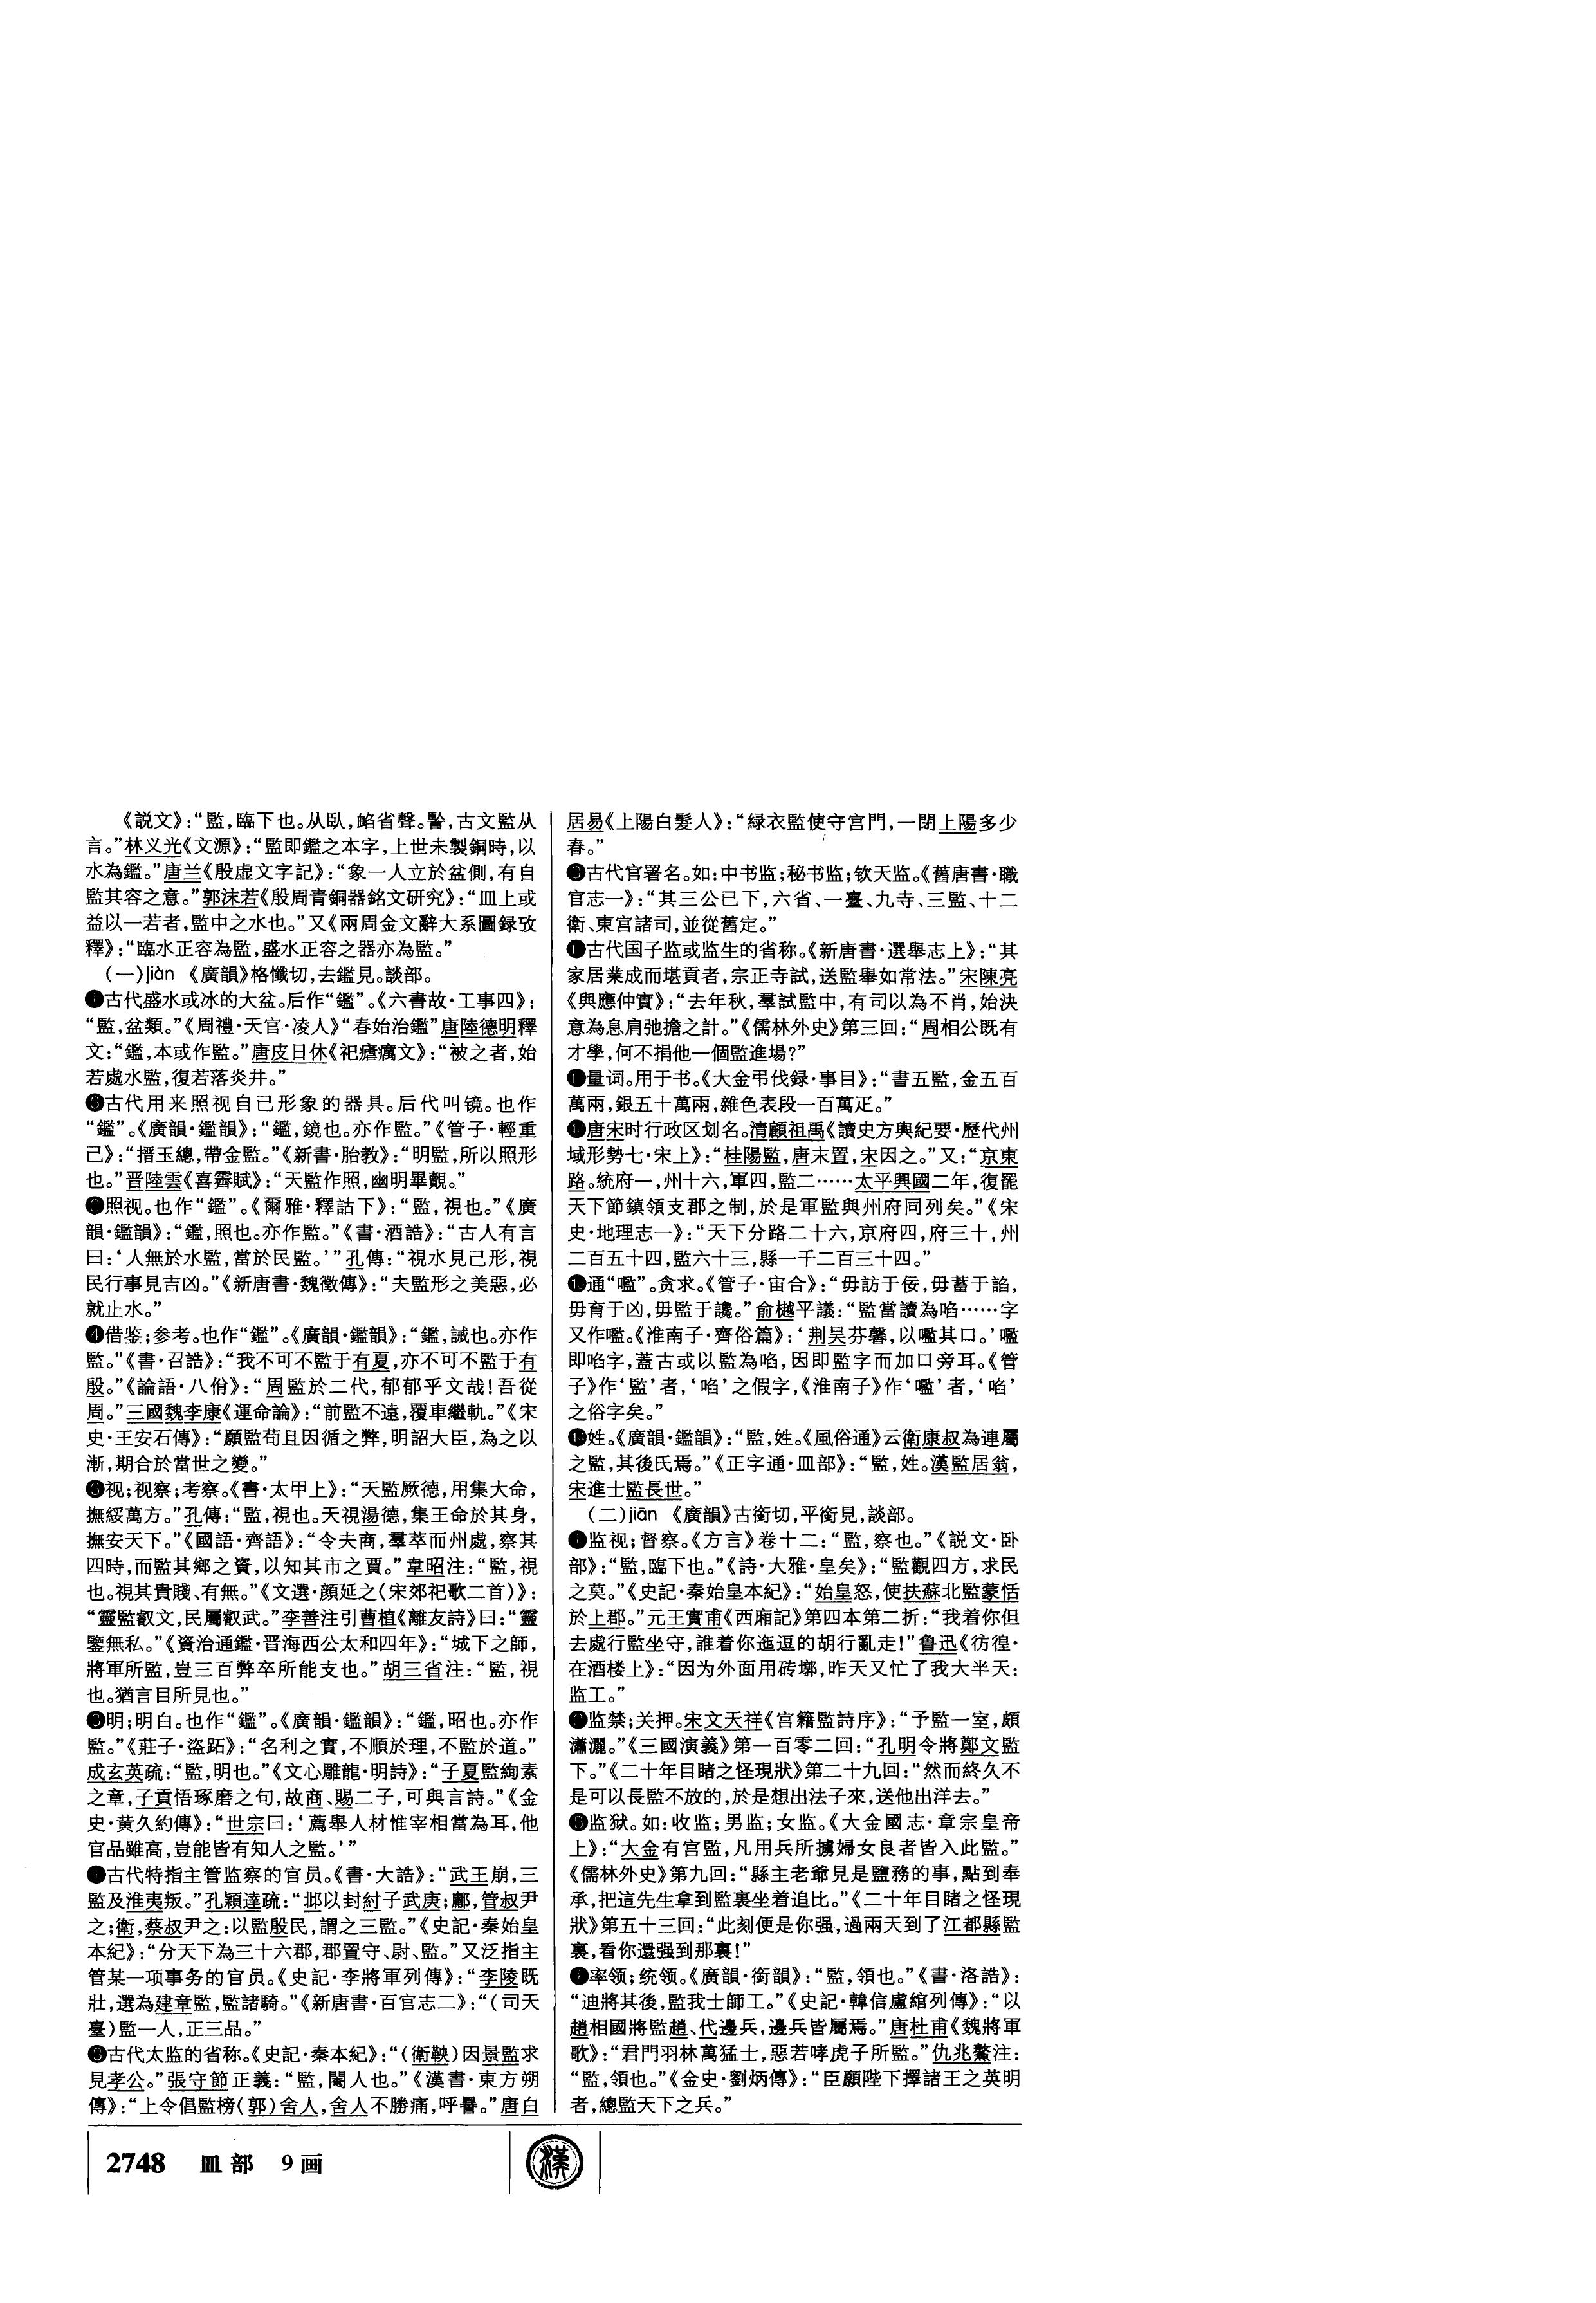 《説文》：“監，臨下也。从臥，䘓省聲。𧨴，古文監从
言。”林义光《文源》：“監即鑑之本字，上世未製銅時，以
水為鑑。”唐兰《殷虚文字記》：“象一人立於盆側，有自
監其容之意。”郭沫若《殷周青銅器銘文研究》：“皿上或
益以一若者，監中之水也。”又《兩周金文辭大系圖録攷
釋》：“臨水正容為監，盛水正容之器亦為監。”
（一）jiàn 《廣韻》格懺切，去鑑見。談部。
古代盛水或冰的大盆。后作“鑑”。《六書故·工事四》：
“監，盆類。”《周禮·天官·凌人》“春始治鑑”唐陸德明釋
文：“鑑，本或作監。”唐皮日休《祀瘧癘文》：“被之者，始
若處水監，復若落炎井。”
古代用来照视自己形象的器具。后代叫镜。也作
“鑑”。《廣韻·鑑韻》：“鑑，鏡也。亦作監。”《管子·輕重
己》：“搢玉總，帶金監。”《新書·胎教》：“明監，所以照形
也。”晋陸雲《喜霽賦》：“天監作照，幽明畢觀。”
照视。也作“鑑”。《爾雅·釋詁下》：“監，視也。”《廣
韻·鑑韻》：“鑑，照也。亦作監。”《書·酒誥》：“古人有言
曰：‘人無於水監，當於民監。’”孔傳：“視水見己形，視
民行事見吉凶。”《新唐書·魏徵傳》：“夫監形之美惡，必
就止水。”
❹借鉴；参考。也作“鑑”。《廣韻·鑑韻》：“鑑，誡也。亦作
監。”《書·召誥》：“我不可不監于有夏，亦不可不監于有
殷。”《論語·八佾》：“周監於二代，郁郁乎文哉！吾從
周。”三國魏李康《運命論》：“前監不遠，覆車繼軌。”《宋
史·王安石傳》：“願監苟且因循之弊，明詔大臣，為之以
漸，期合於當世之變。”
视；视察；考察。《書·太甲上》：“天監厥德，用集大命，
撫綏萬方。”孔傳：“監，視也。天視湯德，集王命於其身，
撫安天下。”《國語·齊語》：“令夫商，羣萃而州處，察其
四時，而監其鄉之資，以知其市之賈。”韋昭注：“監，視
也。視其貴賤、有無。”《文選·顔延之〈宋郊祀歌二首〉》：
“靈監叡文，民屬叡武。”李善注引曹植《離友詩》曰：“靈
鑒無私。”《資治通鑑·晋海西公太和四年》：“城下之師，
將軍所監，豈三百弊卒所能支也。”胡三省注：“監，視
也。猶言目所見也。”
明；明白。也作“鑑”。《廣韻·鑑韻》：“鑑，昭也。亦作
監。”《莊子·盗跖》：“名利之實，不順於理，不監於道。”
成玄英疏：“監，明也。”《文心雕龍·明詩》：“子夏監絢素
之章，子貢悟琢磨之句，故商、賜二子，可與言詩。”《金
史·黄久約傳》：“世宗曰：‘薦舉人材惟宰相當為耳，他
官品雖高，豈能皆有知人之監。’”
古代特指主管监察的官员。《書·大誥》：“武王崩，三
監及淮夷叛。”孔穎達疏：“邶以封紂子武庚；鄘，管叔尹
之；衛，蔡叔尹之：以監殷民，謂之三監。”《史記·秦始皇
本紀》：“分天下為三十六郡，郡置守、尉、監。”又泛指主
管某一项事务的官员。《史記·李將軍列傳》：“李陵既
壯，選為建章監，監諸騎。”《新唐書·百官志二》：“（司天
臺）監一人，正三品。”
古代太监的省称。《史記·秦本紀》：“（衛鞅）因景監求
見孝公。”張守節正義：“監，閹人也。”《漢書·東方朔
傳》：“上令倡監榜（郭）舍人，舍人不勝痛，呼謈。”唐白
居易《上陽白髮人》：“緑衣監使守宫門，一閉上陽多少
春。”
古代官署名。如：中书监；秘书监；钦天监。《舊唐書·職
官志一》：“其三公已下，六省、一臺、九寺、三監、十二
衛、東宫諸司，並從舊定。”
古代国子监或监生的省称。《新唐書·選舉志上》：“其
家居業成而堪貢者，宗正寺試，送監舉如常法。”宋陳亮
《與應仲實》：“去年秋，羣試監中，有司以為不肖，始決
意為息肩弛擔之計。”《儒林外史》第三回：“周相公既有
才學，何不捐他一個監進場？”
量词。用于书。《大金弔伐録·事目》：“書五監，金五百
萬兩，銀五十萬兩，雜色表段一百萬疋。”
唐宋时行政区划名。清顧祖禹《讀史方輿紀要·歷代州
域形勢七·宋上》：“桂陽監，唐末置，宋因之。”又：“京東
路。統府一，州十六，軍四，監二……太平興國二年，復罷
天下節鎮領支郡之制，於是軍監與州府同列矣。”《宋
史·地理志一》：“天下分路二十六，京府四，府三十，州
二百五十四，監六十三，縣一千二百三十四。”
通“嚂”。贪求。《管子·宙合》：“毋訪于佞，毋蓄于諂，
毋育于凶，毋監于讒。”俞樾平議：“監當讀為啗……字
又作嚂。《淮南子·齊俗篇》：‘荆吴芬馨，以嚂其口。’嚂
即啗字，蓋古或以監為啗，因即監字而加口旁耳。《管
子》作‘監’者，‘啗’之假字，《淮南子》作‘嚂’者，‘啗’
之俗字矣。”
姓。《廣韻·鑑韻》：“監，姓。《風俗通》云衛康叔為連屬
之監，其後氏焉。”《正字通·皿部》：“監，姓。漢監居翁，
宋進士監長世。”
（二）jiān 《廣韻》古銜切，平銜見，談部。
监视；督察。《方言》卷十二：“監，察也。”《説文·卧
部》：“監，臨下也。”《詩·大雅·皇矣》：“監觀四方，求民
之莫。”《史記·秦始皇本紀》：“始皇怒，使扶蘇北監蒙恬
於上郡。”元王實甫《西廂記》第四本第二折：“我着你但
去處行監坐守，誰着你迤逗的胡行亂走！”鲁迅《彷徨·
在酒楼上》：“因为外面用砖墎，昨天又忙了我大半天：
监工。”
❷监禁；关押。宋文天祥《宫籍監詩序》：“予監一室，頗
瀟灑。”《三國演義》第一百零二回：“孔明令將鄭文監
下。”《二十年目睹之怪現狀》第二十九回：“然而終久不
是可以長監不放的，於是想出法子來，送他出洋去。”
❸监狱。如：收监；男监；女监。《大金國志·章宗皇帝
上》：“大金有宫監，凡用兵所擄婦女良者皆入此監。”
《儒林外史》第九回：“縣主老爺見是鹽務的事，點到奉
承，把這先生拿到監裏坐着追比。”《二十年目睹之怪現
狀》第五十三回：“此刻便是你强，過兩天到了江都縣監
裏，看你還强到那裏！”
率领；统领。《廣韻·銜韻》：“監，領也。”《書·洛誥》：
“迪將其後，監我士師工。”《史記·韓信盧綰列傳》：“以
趙相國將監趙、代邊兵，邊兵皆屬焉。”唐杜甫《魏將軍
歌》：“君門羽林萬猛士，惡若哮虎子所監。”仇兆鰲注：
“監，領也。”《金史·劉炳傳》：“臣願陛下擇諸王之英明
者，總監天下之兵。”
2748 皿部 9画
漢